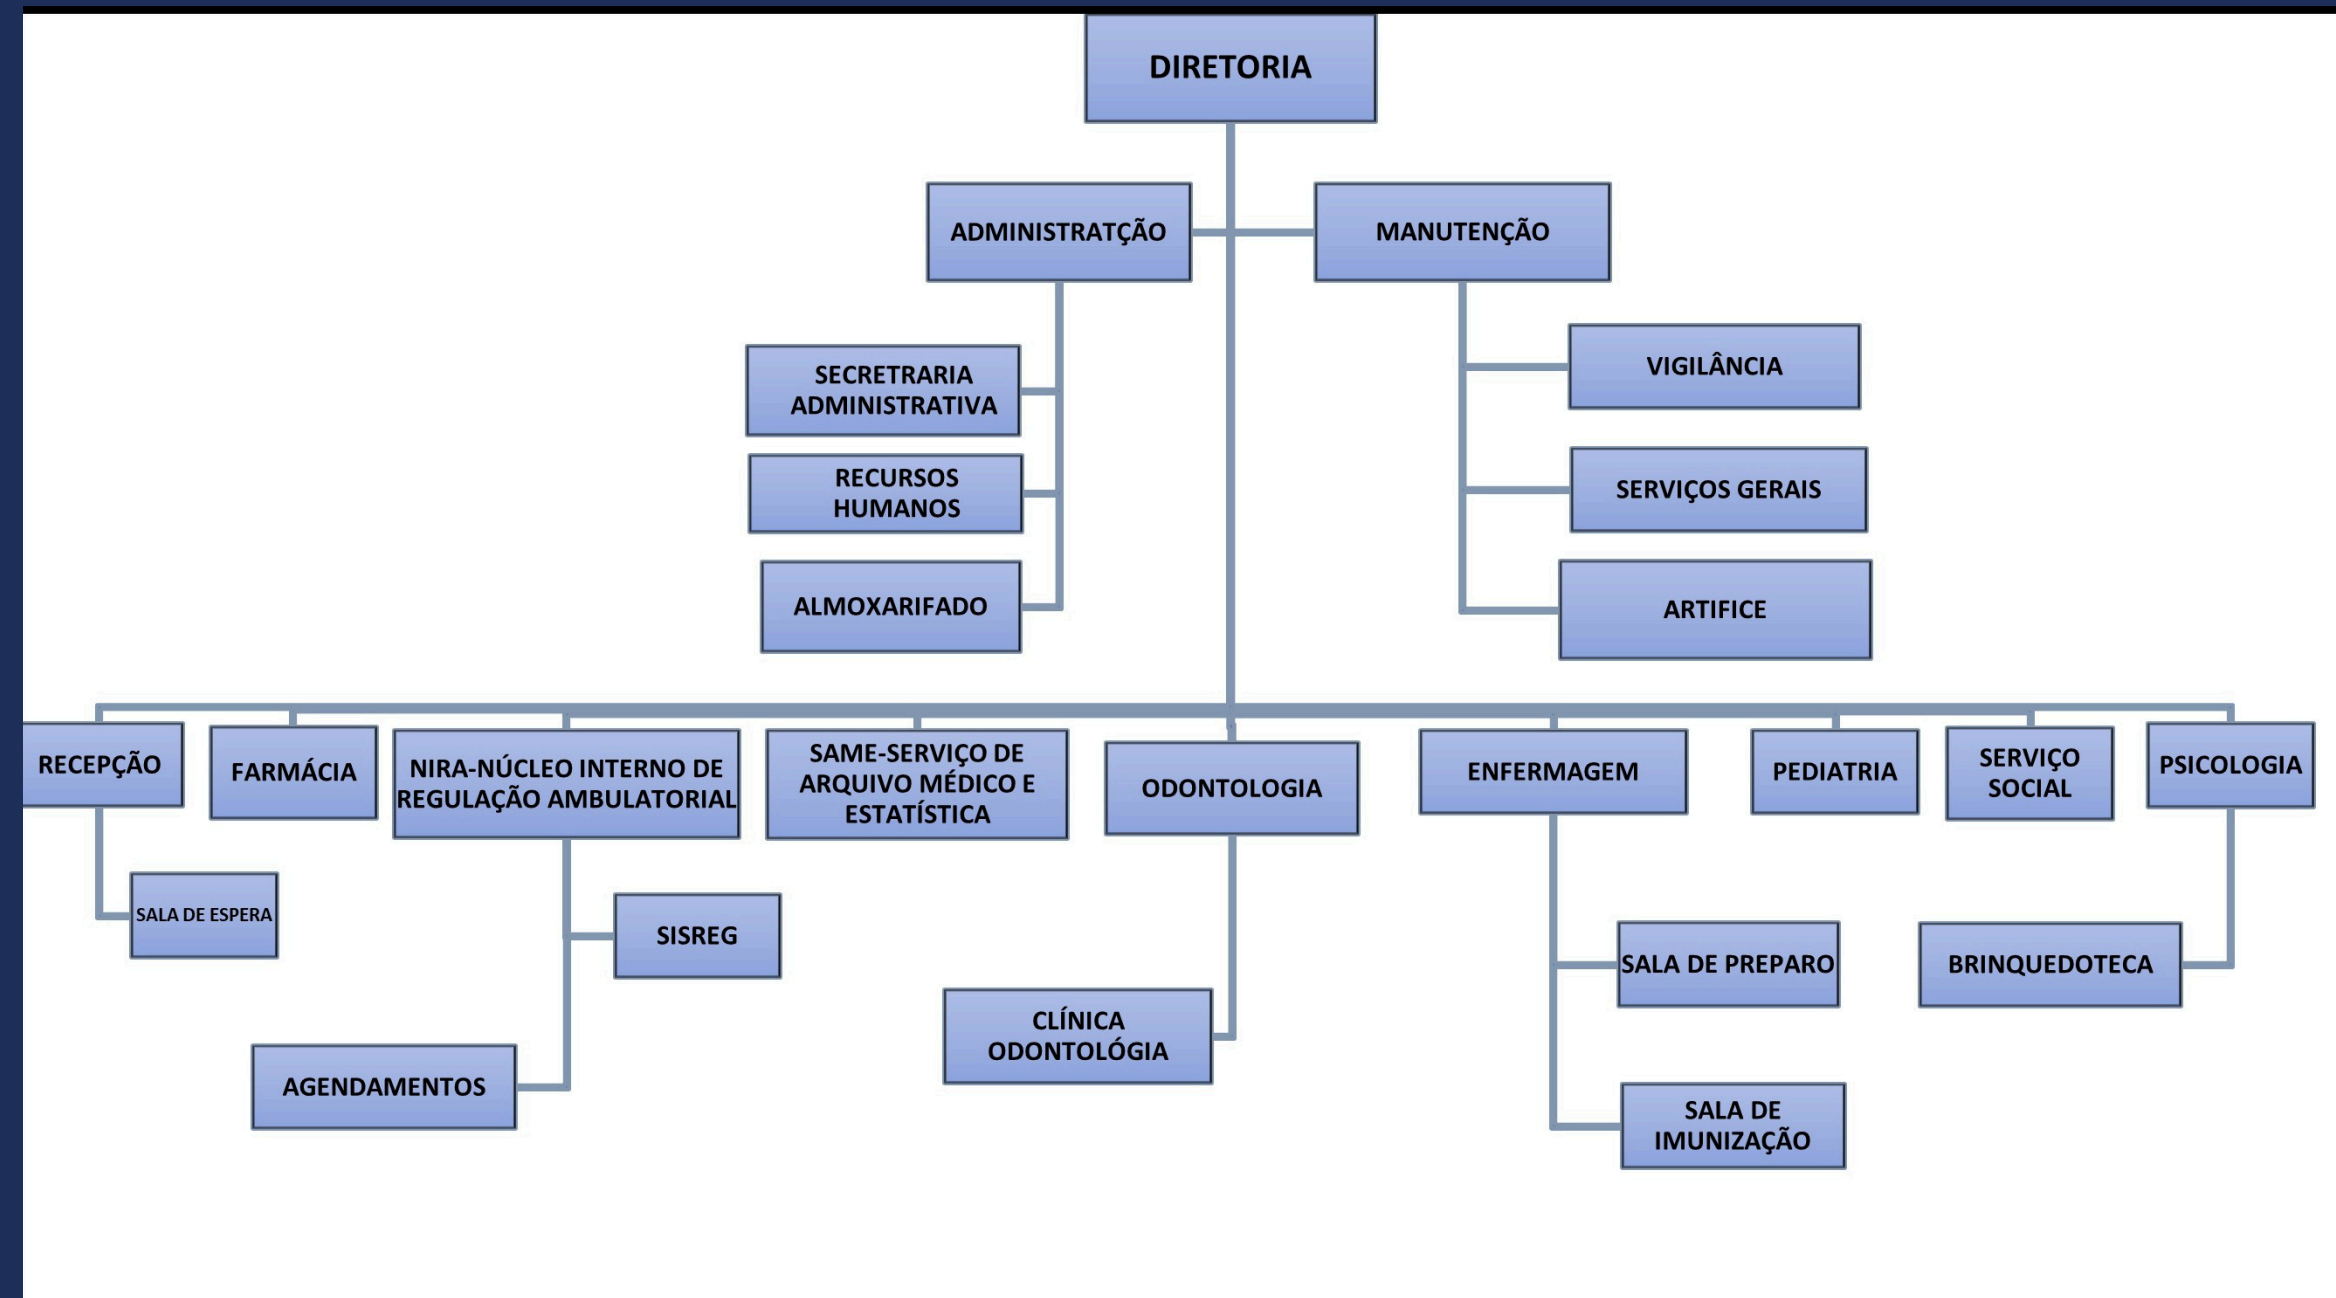 DIRETORIA
ADMINISTRATÇÃO
MANUTENÇÃO
SECRETRARIA
ADMINISTRATIVA
RECURSOS
HUMANOS
ALMOXARIFADO
VIGILÂNCIA
SERVIÇOS GERAIS
ARTIFICE
RECEPÇÃO
FARMÁCIA
NIRA-NÚCLEO INTERNO DE
REGULAÇÃO AMBULATORIAL
SAME-SERVIÇO DE
ARQUIVO MÉDICO E
ESTATÍSTICA
ODONTOLOGIA
ENFERMAGEM
PEDIATRIA
SERVIÇO
SOCIAL
PSICOLOGIA
SALA DE ESPERA
SISREG
AGENDAMENTOS
CLÍNICA
ODONTOLÓGIA
SALA DE PREPARO
SALA DE
IMUNIZAÇÃO
BRINQUEDOTECA